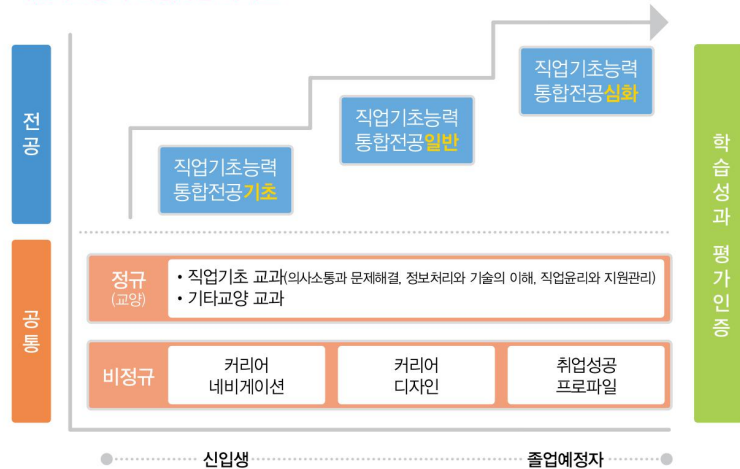 전공
직업기초능력
통합전공기초
직업기초능력
통합전공일반
직업기초능력
통합전공심화
공통
정규
(교양)
• 직업기초 교과(의사소통과 문제해결, 정보처리와 기술의 이해, 직업윤리와 지원관리)
• 기타교양 교과
비정규
커리어
네비게이션
커리어
디자인
취업성공
프로파일
신입생
졸업예정자
학습성과 평가인증